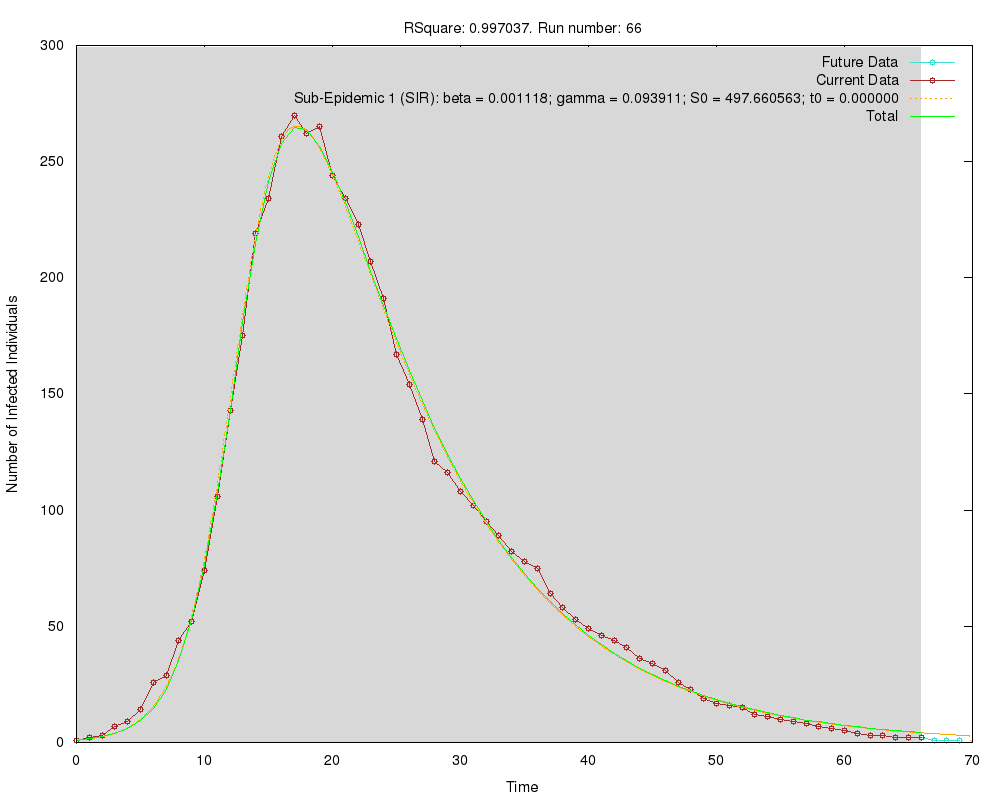 RSquare: 0.997037. Run number: 66
300
250
200
150
100
50
0
Number of Infected Individuals
Future Data
Current Data
Sub-Epidemic 1 (SIR): beta = 0.001118; gamma = 0.093911; S0 = 497.660563; t0 = 0.000000
Total
0 10 20 30 40 50 60 70
Time